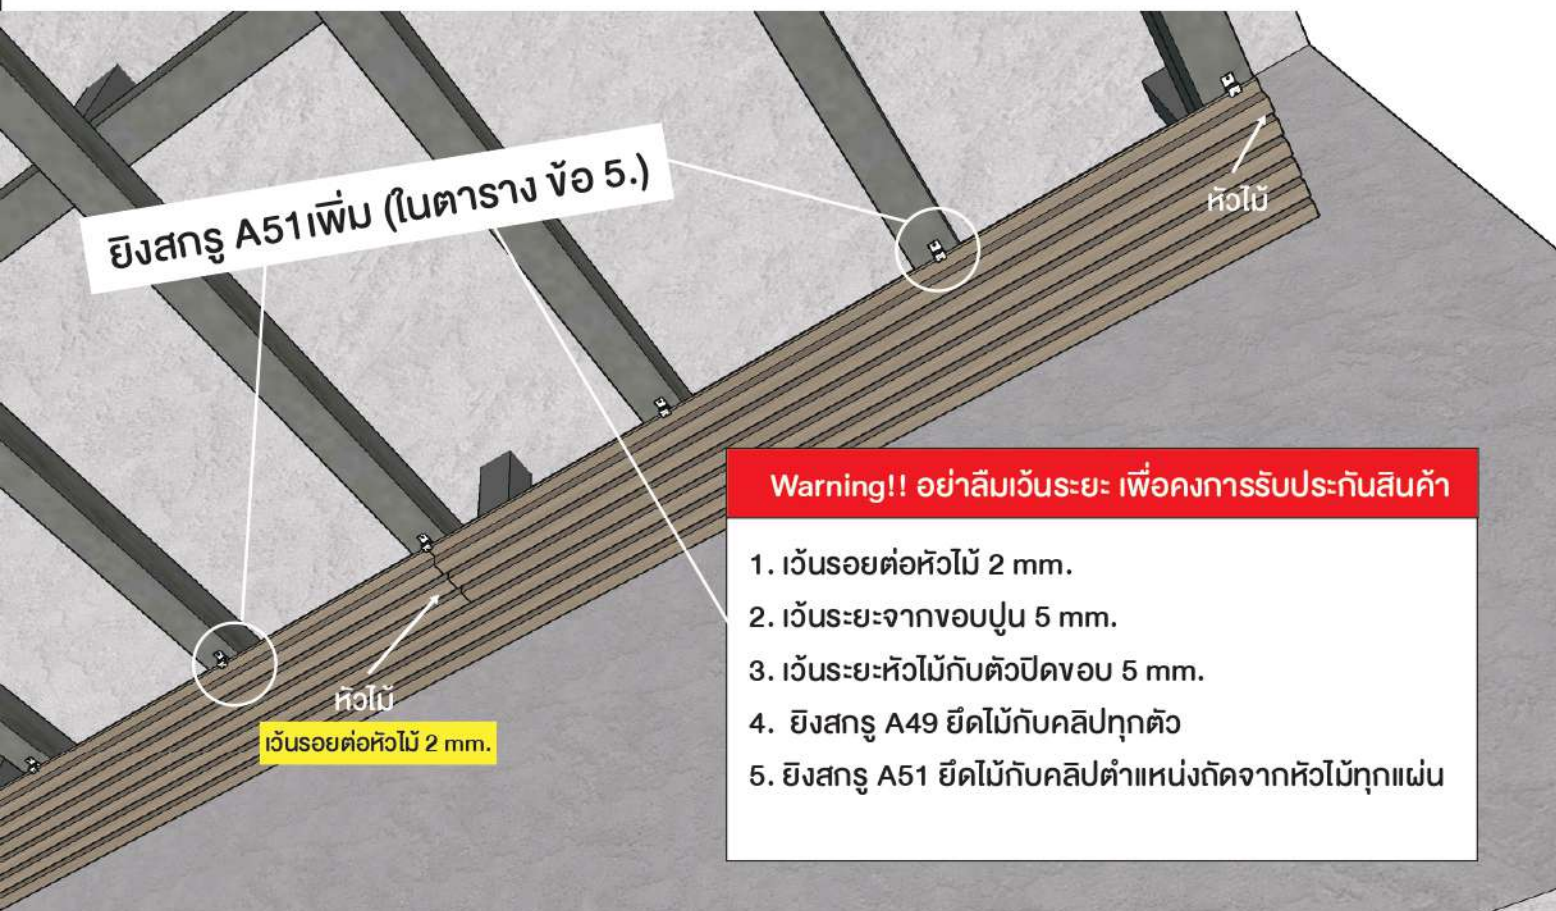 ยิงสกรู A51เพิ่ม (ในตาราง ข้อ 5.)
หัวไม้
หัวไม้
เว้นรอยต่อหัวไม้ 2 mm.
Warning!! อย่าลืมเว้นระยะ เพื่อคงการรับประกันสินค้า
1. เว้นรอยต่อหัวไม้ 2 mm.
2. เว้นระยะจากขอบปูน 5 mm.
3. เว้นระยะหัวไม้กับตัวปิดขอบ 5 mm.
4. ยิงสกรู A49 ยึดไม้กับคลิปทุกตัว
5. ยิงสกรู A51 ยึดไม้กับคลิปตำแหน่งถัดจากหัวไม้ทุกแผ่น